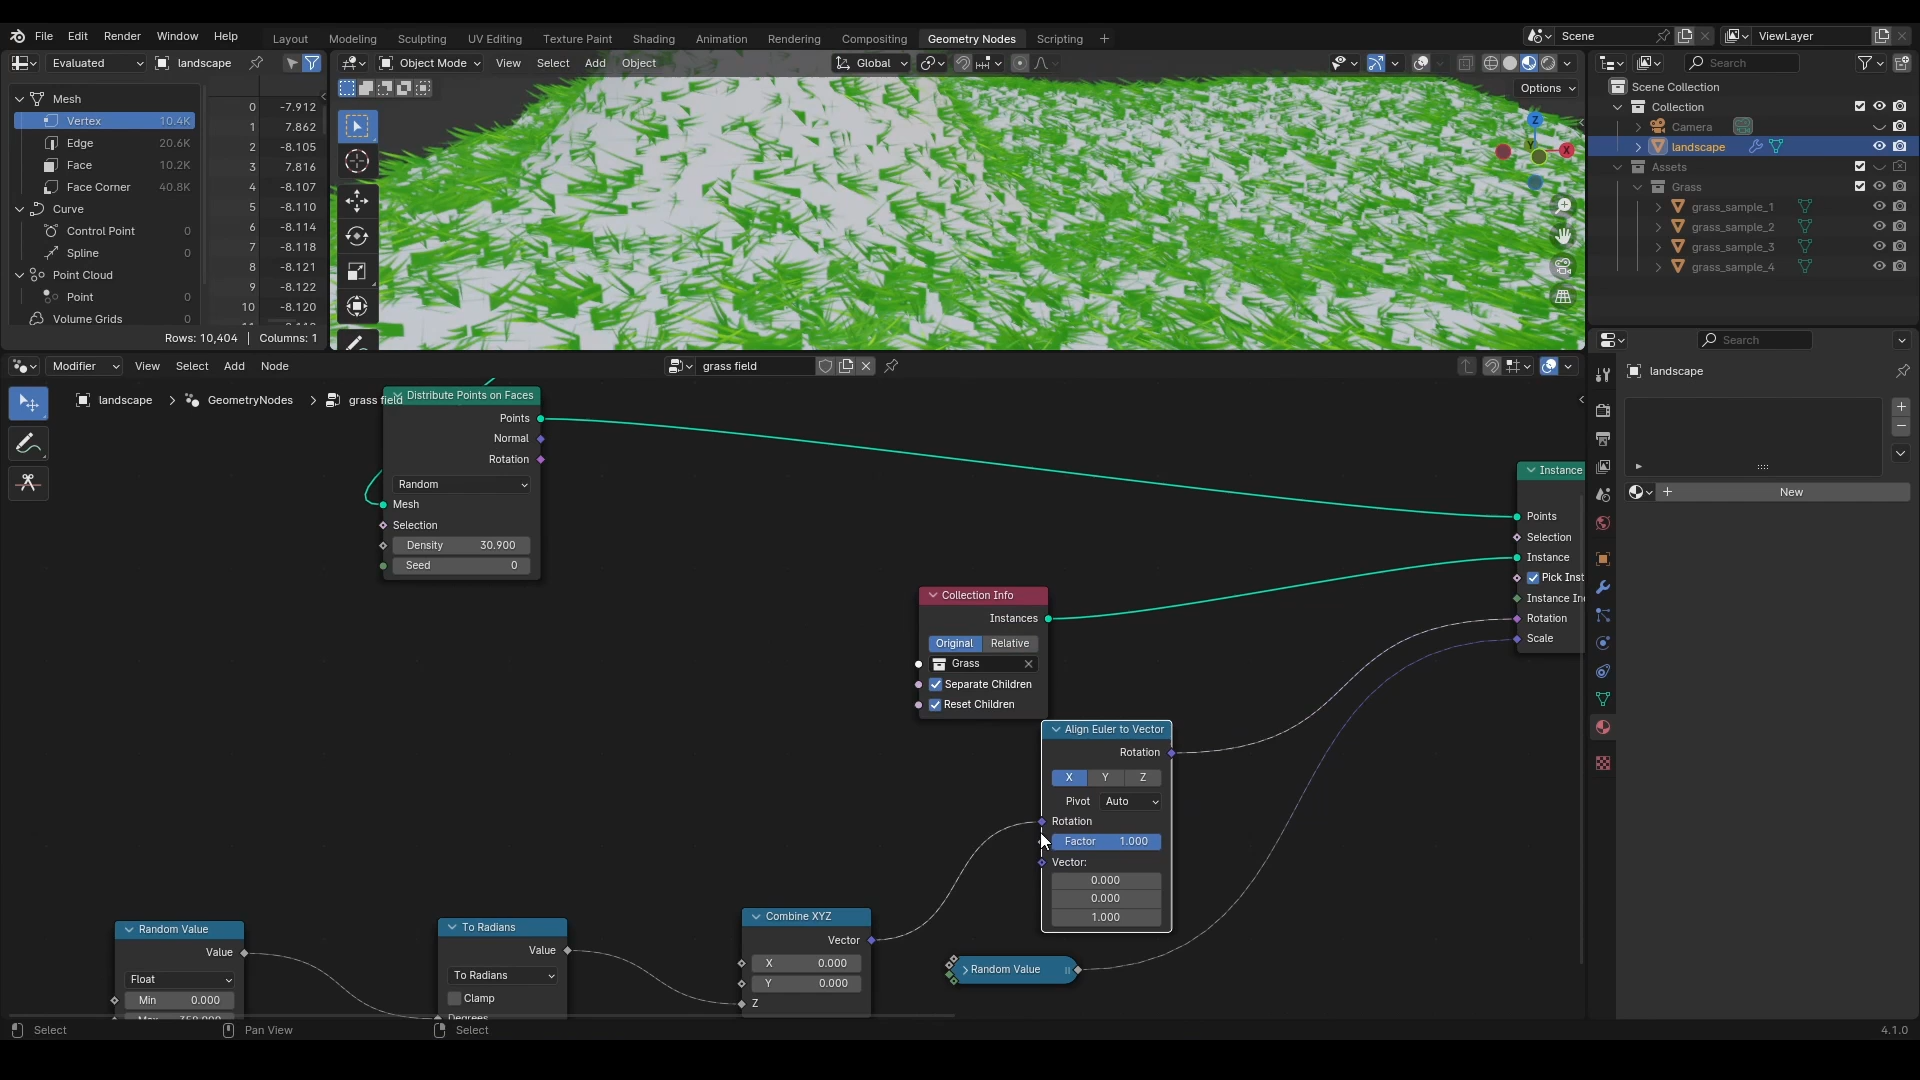 File Edit Render Window Help
Layout Modeling Sculpting UV Editing Texture Paint Shading Animation Rendering Compositing Geometry Nodes Scripting +
Scene ViewLayer
Evaluated landscape
Object Mode View Select Add Object Global
Options
Mesh
Vertex 10.4K
Edge 20.6K
Face 10.2K
Face Corner 40.8K
Curve
Control Point 0
Spline 0
Point Cloud
Point 0
Volume Grids
0 -7.912
1 7.862
2 -8.105
3 7.816
4 -8.107
5 -8.110
6 -8.114
7 -8.118
8 -8.121
9 -8.122
10 -8.120
Rows: 10,404 | Columns: 1
Z
Y
X
Search
Scene Collection
Collection
Camera
landscape
Assets
Grass
grass_sample_1
grass_sample_2
grass_sample_3
grass_sample_4
Search
landscape
New
Modifier View Select Add Node grass field
landscape > GeometryNodes > grass field
Distribute Points on Faces
Points
Normal
Rotation
Random
Mesh
Selection
Density 30.900
Seed 0
Collection Info
Instances
Original Relative
Grass
Separate Children
Reset Children
Instance
Points
Selection
Instance
Pick Inst
Instance In
Rotation
Scale
Align Euler to Vector
Rotation
X Y Z
Pivot Auto
Rotation
Factor 1.000
Vector:
0.000
0.000
1.000
Random Value
Value
Float
Min 0.000
To Radians
Value
To Radians
Clamp
Combine XYZ
Vector
X 0.000
Y 0.000
Z
Random Value
Select Pan View Select 4.1.0